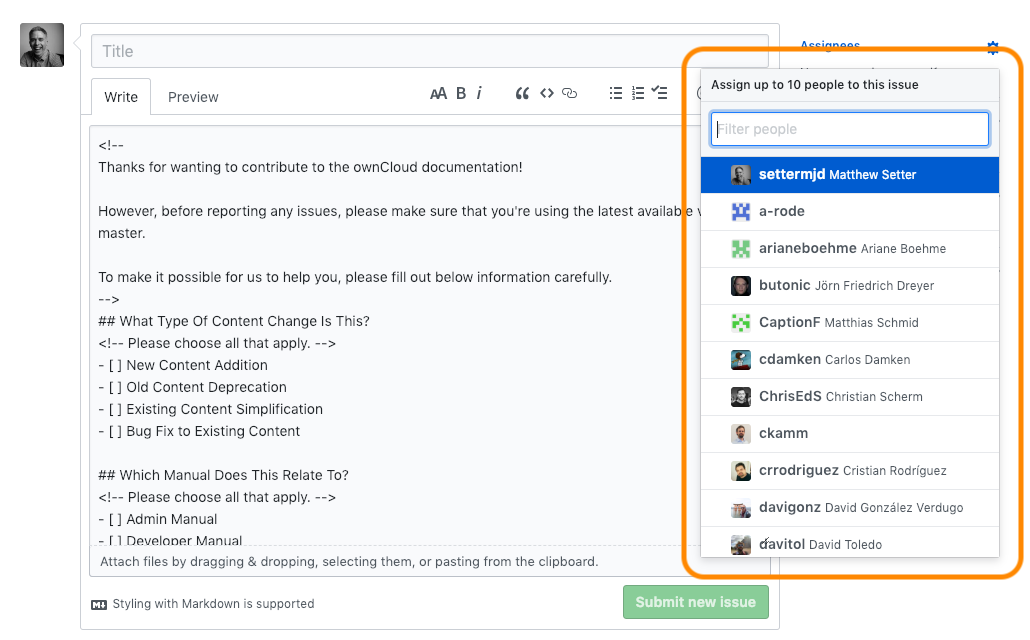 Title
Assignees
Write
Preview
AA B i
<!--
Thanks for wanting to contribute to the ownCloud documentation!
However, before reporting any issues, please make sure that you're using the latest available
master.
To make it possible for us to help you, please fill out below information carefully.
-->
## What Type Of Content Change Is This?
<!-- Please choose all that apply. -->
- [ ] New Content Addition
- [ ] Old Content Deprecation
- [ ] Existing Content Simplification
- [ ] Bug Fix to Existing Content
## Which Manual Does This Relate To?
<!-- Please choose all that apply. -->
- [ ] Admin Manual
- [ ] Developer Manual
Attach files by dragging & dropping, selecting them, or pasting from the clipboard.
Styling with Markdown is supported
Submit new issue
Assign up to 10 people to this issue
Filter people
settermjd Matthew Setter
a-rode
arianeboehme Ariane Boehme
butonic Jörn Friedrich Dreyer
CaptionF Matthias Schmid
cdamken Carlos Damken
ChrisEdS Christian Scherm
ckamm
crrodriguez Cristian Rodríguez
davigonz David González Verdugo
davitol David Toledo